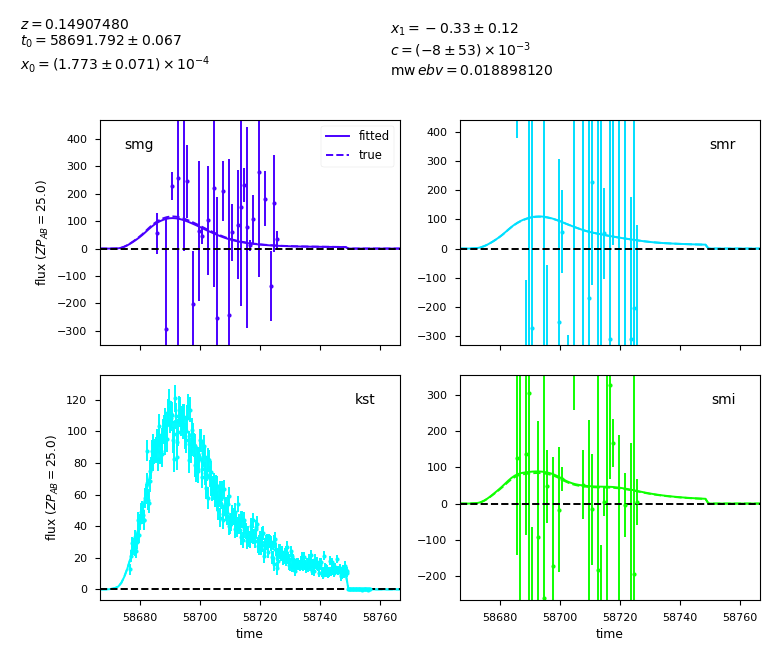 z = 0.14907480
t0 = 58691.792 ± 0.067
x0 = (1.773 ± 0.071) × 10^-4
x1 = −0.33 ± 0.12
c = (−8 ± 53) × 10^-3
mw ebv = 0.018898120
smg
fitted
true
flux (ZP_AB = 25.0)
400
300
200
100
0
−100
−200
−300
smr
400
300
200
100
0
−100
−200
−300
kst
flux (ZP_AB = 25.0)
120
100
80
60
40
20
0
58680 58700 58720 58740 58760
time
smi
300
200
100
0
−100
−200
58680 58700 58720 58740 58760
time